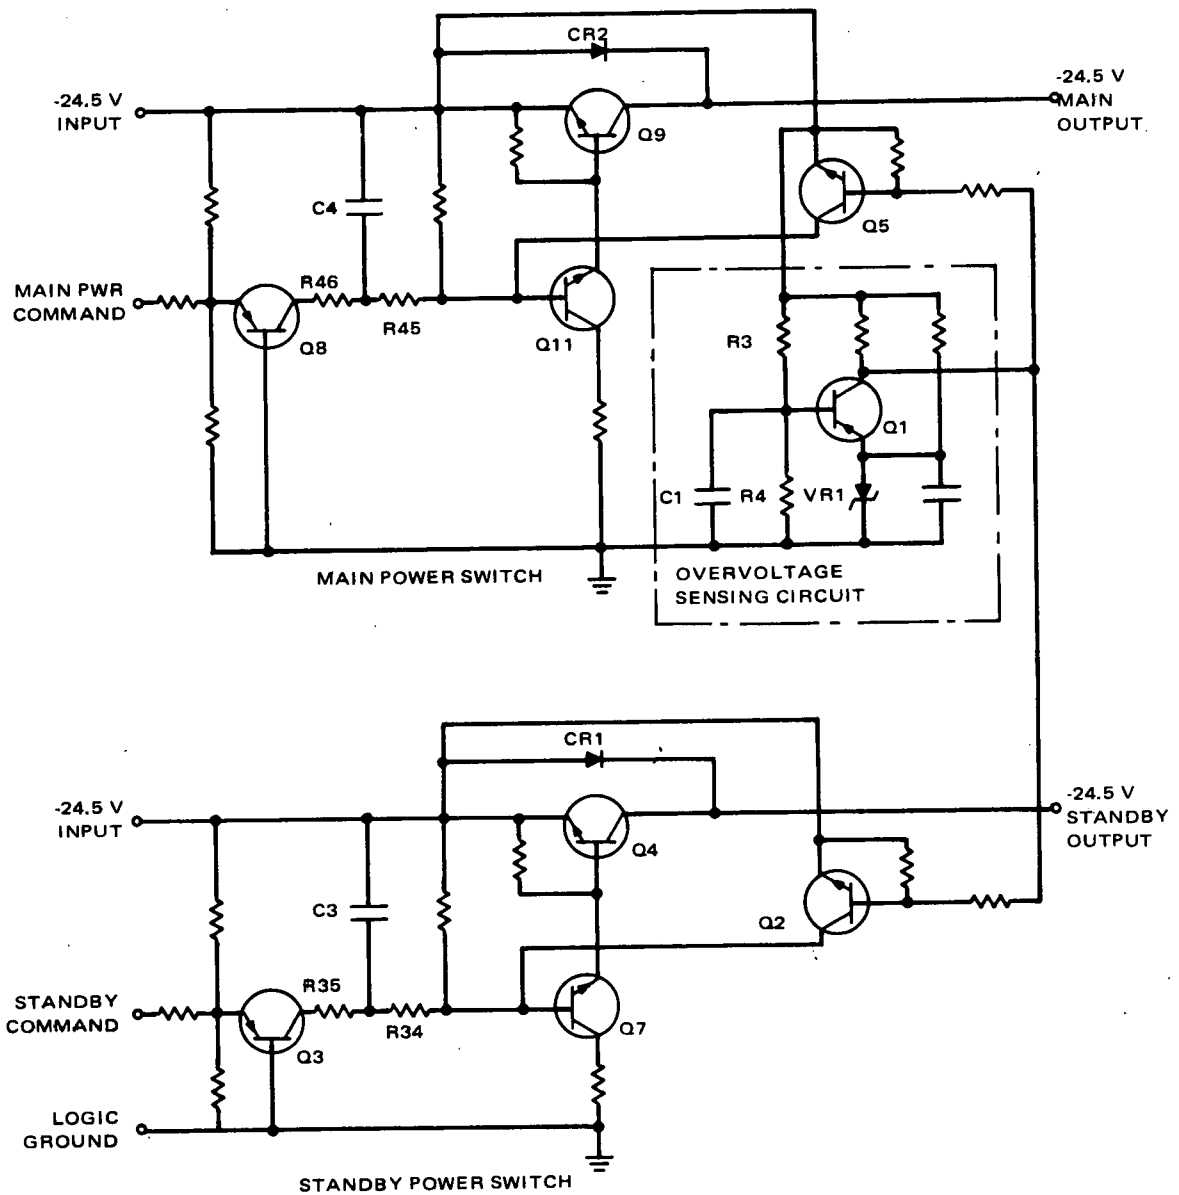 CR2
-24.5 V
INPUT
-24.5 V
MAIN
OUTPUT
Q9
C4
Q5
MAIN PWR
COMMAND
R46
R45
Q8
Q11
R3
Q1
C1
R4
VR1
MAIN POWER SWITCH
OVERVOLTAGE
SENSING CIRCUIT
CR1
-24.5 V
INPUT
-24.5 V
STANDBY
OUTPUT
Q4
C3
Q2
STANDBY
COMMAND
R35
R34
Q3
Q7
LOGIC
GROUND
STANDBY POWER SWITCH